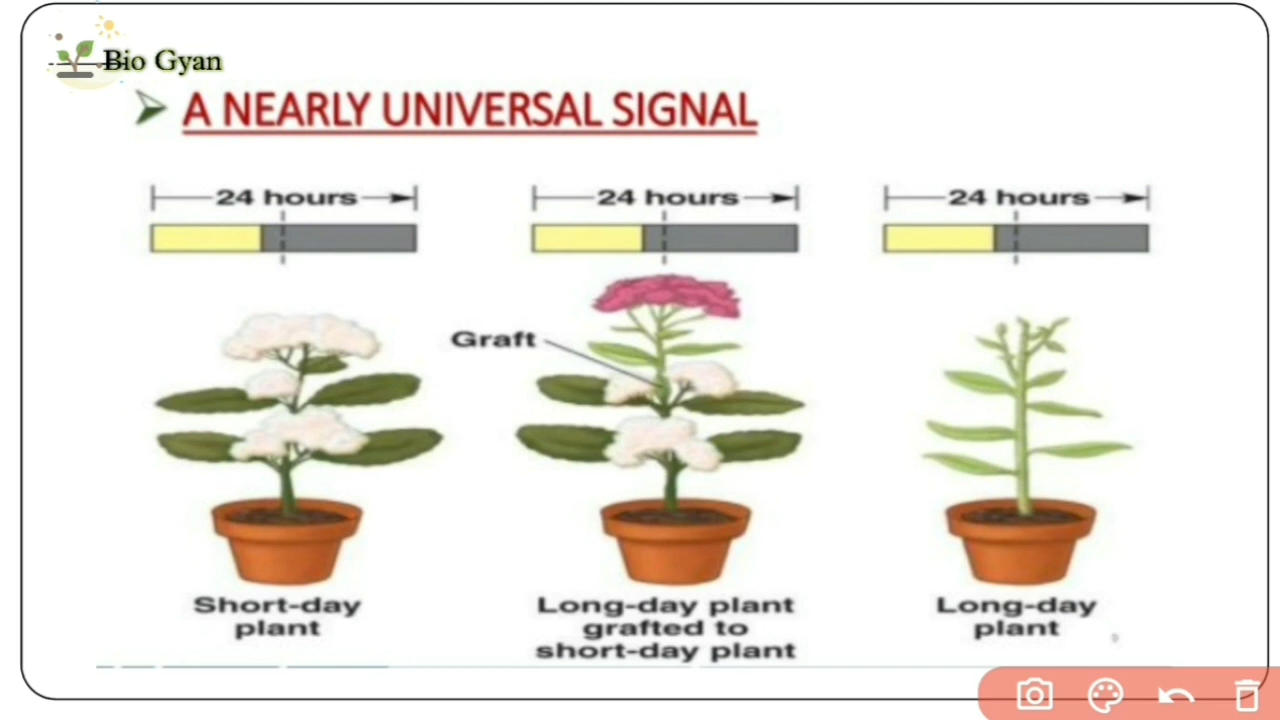 Bio Gyan
A NEARLY UNIVERSAL SIGNAL
24 hours
24 hours
24 hours
Graft
Short-day
plant
Long-day plant
grafted to
short-day plant
Long-day
plant